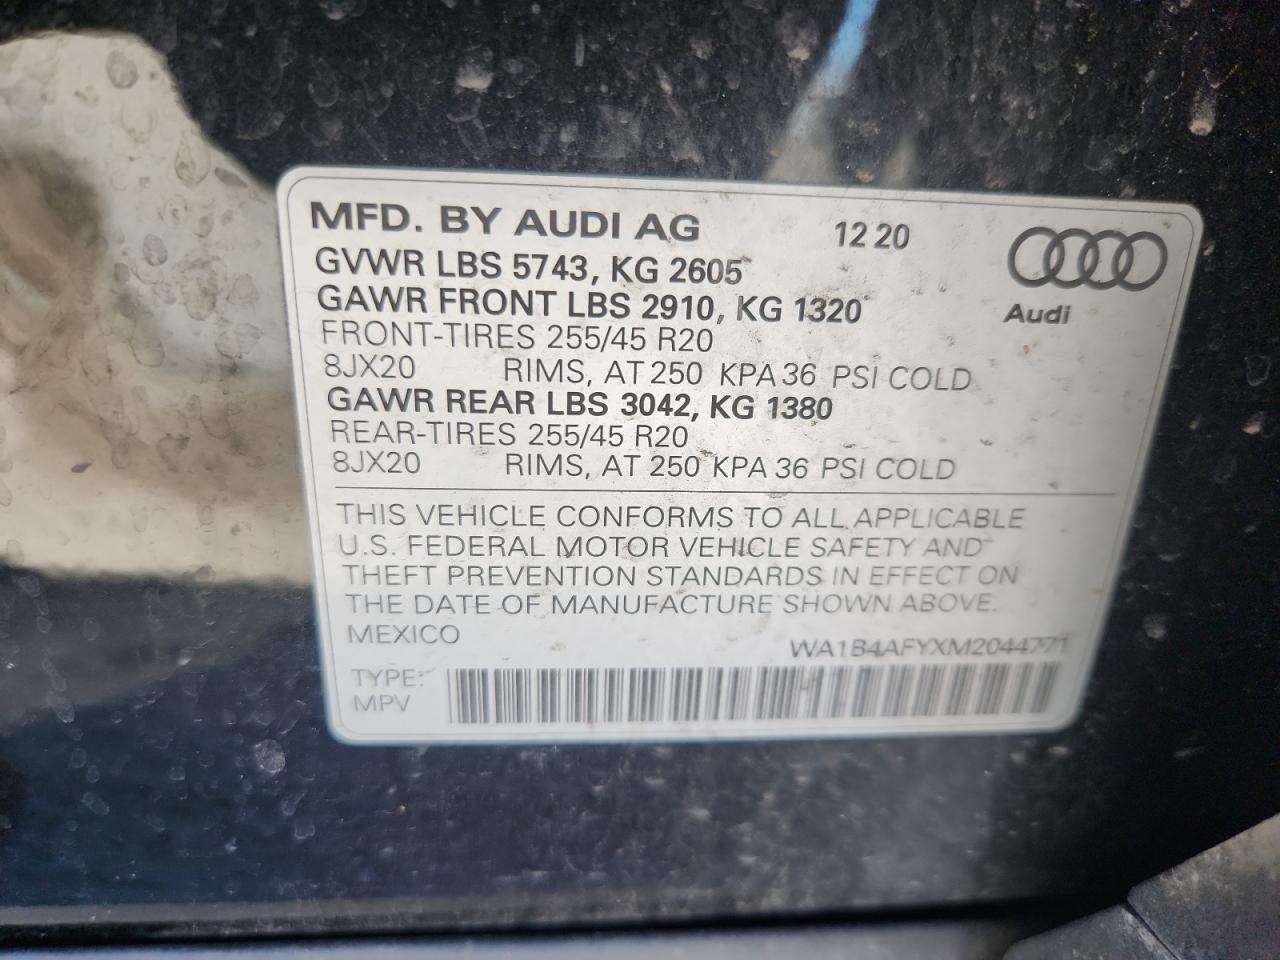 MFD. BY AUDI AG 12 20
GVWR LBS 5743, KG 2605
GAWR FRONT LBS 2910, KG 1320
Audi
FRONT-TIRES 255/45 R20
8JX20 RIMS, AT 250 KPA 36 PSI COLD
GAWR REAR LBS 3042, KG 1380
REAR-TIRES 255/45 R20
8JX20 RIMS, AT 250 KPA 36 PSI COLD
THIS VEHICLE CONFORMS TO ALL APPLICABLE
U.S. FEDERAL MOTOR VEHICLE SAFETY AND
THEFT PREVENTION STANDARDS IN EFFECT ON
THE DATE OF MANUFACTURE SHOWN ABOVE.
MEXICO WA1B4AFYXM2044771
TYPE:
MPV